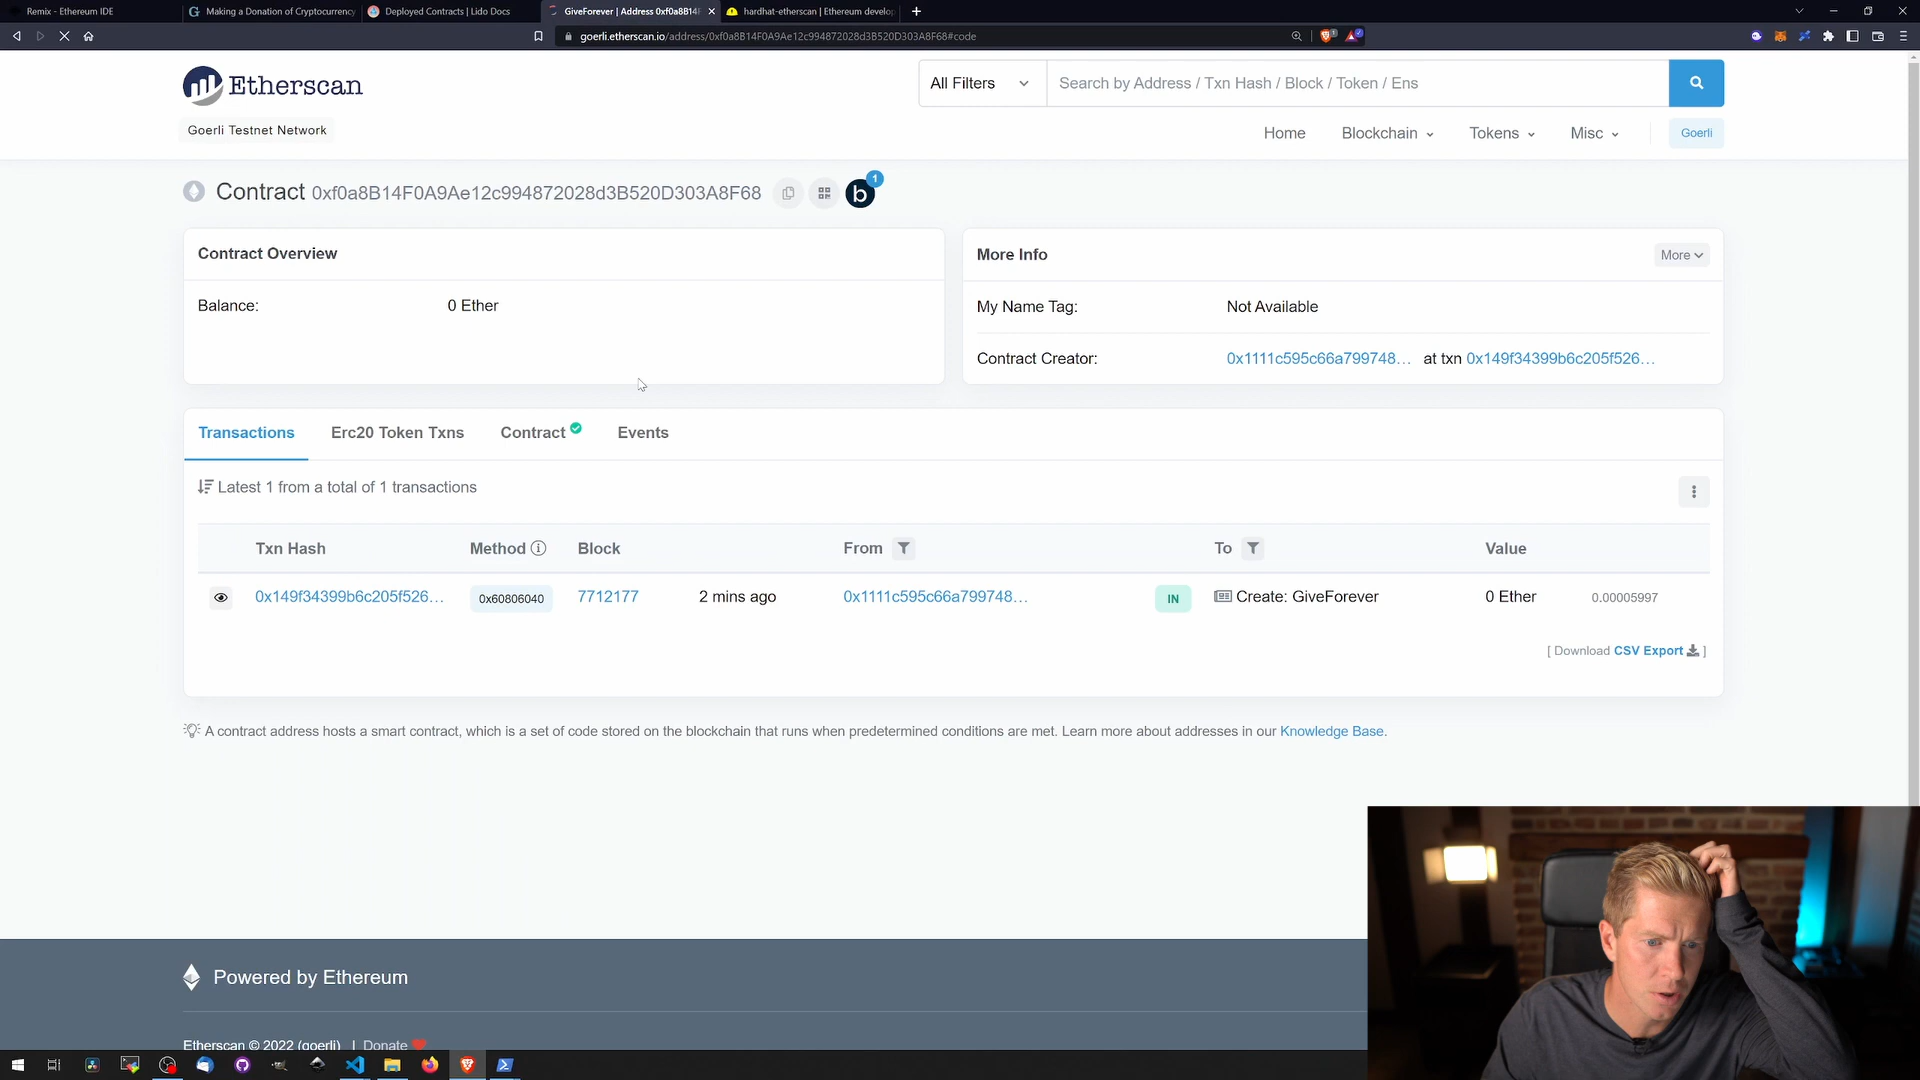 Remix - Ethereum IDE
Making a Donation of Cryptocurrency
Deployed Contracts | Lido Docs
GiveForever | Address 0xf0a8B14
hardhat-etherscan | Ethereum develop
goerli.etherscan.io/address/0xf0a8B14F0A9Ae12c994872028d3B520D303A8F68#code
Etherscan
Goerli Testnet Network
All Filters
Search by Address / Txn Hash / Block / Token / Ens
Home
Blockchain
Tokens
Misc
Goerli
Contract 0xf0a8B14F0A9Ae12c994872028d3B520D303A8F68
b
1
Contract Overview
Balance:
0 Ether
More Info
More
My Name Tag:
Not Available
Contract Creator:
0x1111c595c66a799748... at txn 0x149f34399b6c205f526...
Transactions
Erc20 Token Txns
Contract
Events
Latest 1 from a total of 1 transactions
Txn Hash
Method
Block
From
To
Value
0x149f34399b6c205f526...
0x60806040
7712177
2 mins ago
0x1111c595c66a799748...
IN
Create: GiveForever
0 Ether
0.00005997
[ Download CSV Export ]
A contract address hosts a smart contract, which is a set of code stored on the blockchain that runs when predetermined conditions are met. Learn more about addresses in our Knowledge Base.
Powered by Ethereum
Etherscan © 2022 (goerli) | Donate